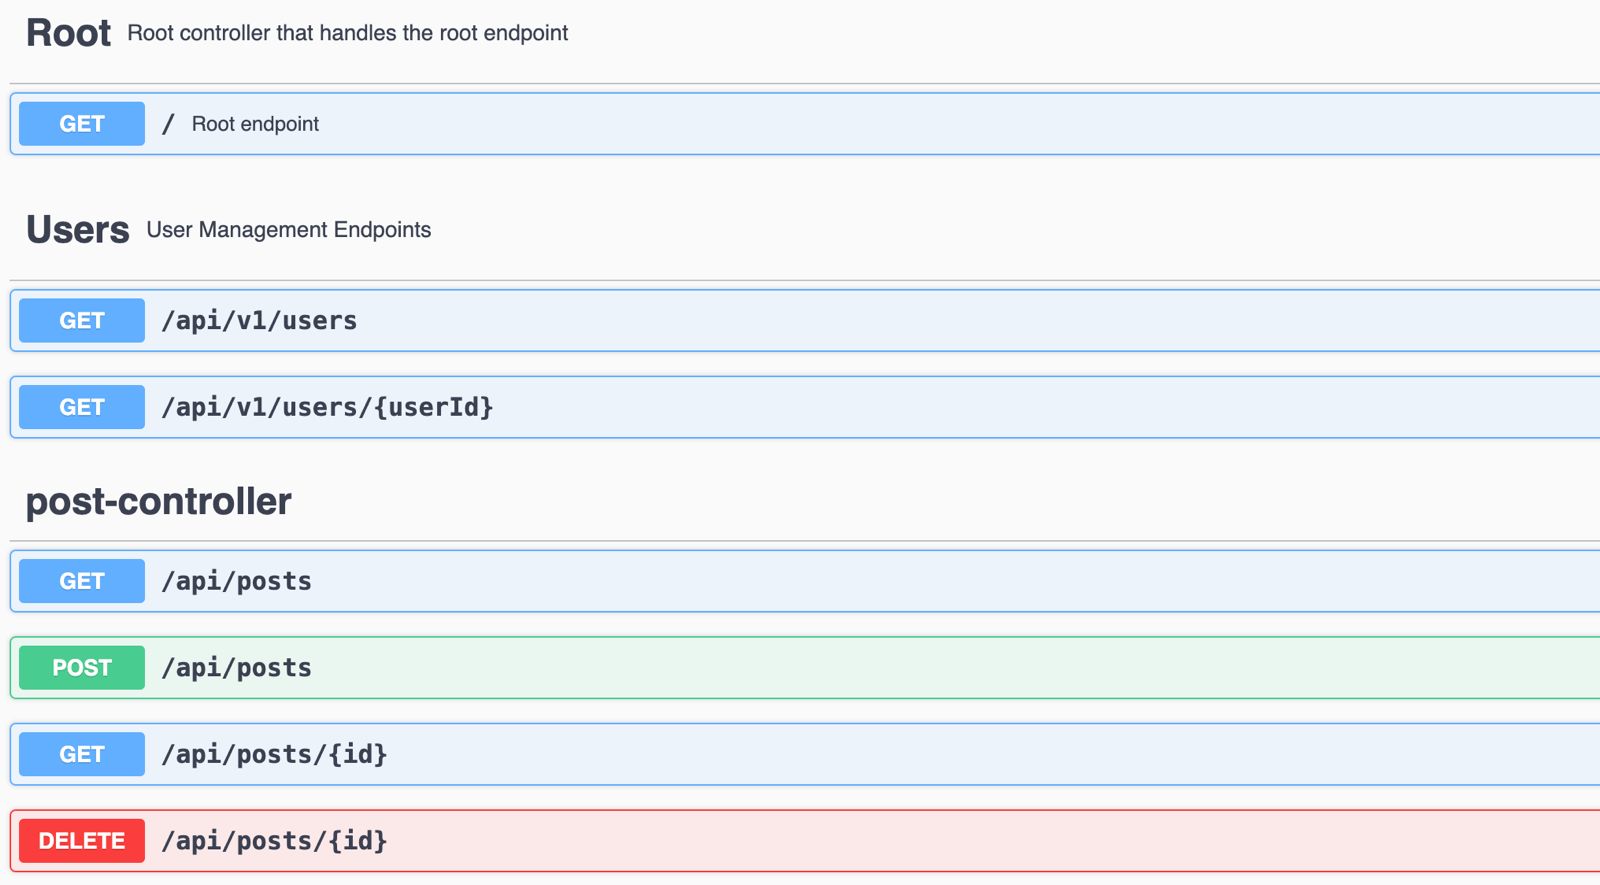 Root Root controller that handles the root endpoint
GET / Root endpoint
Users User Management Endpoints
GET /api/v1/users
GET /api/v1/users/{userId}
post-controller
GET /api/posts
POST /api/posts
GET /api/posts/{id}
DELETE /api/posts/{id}